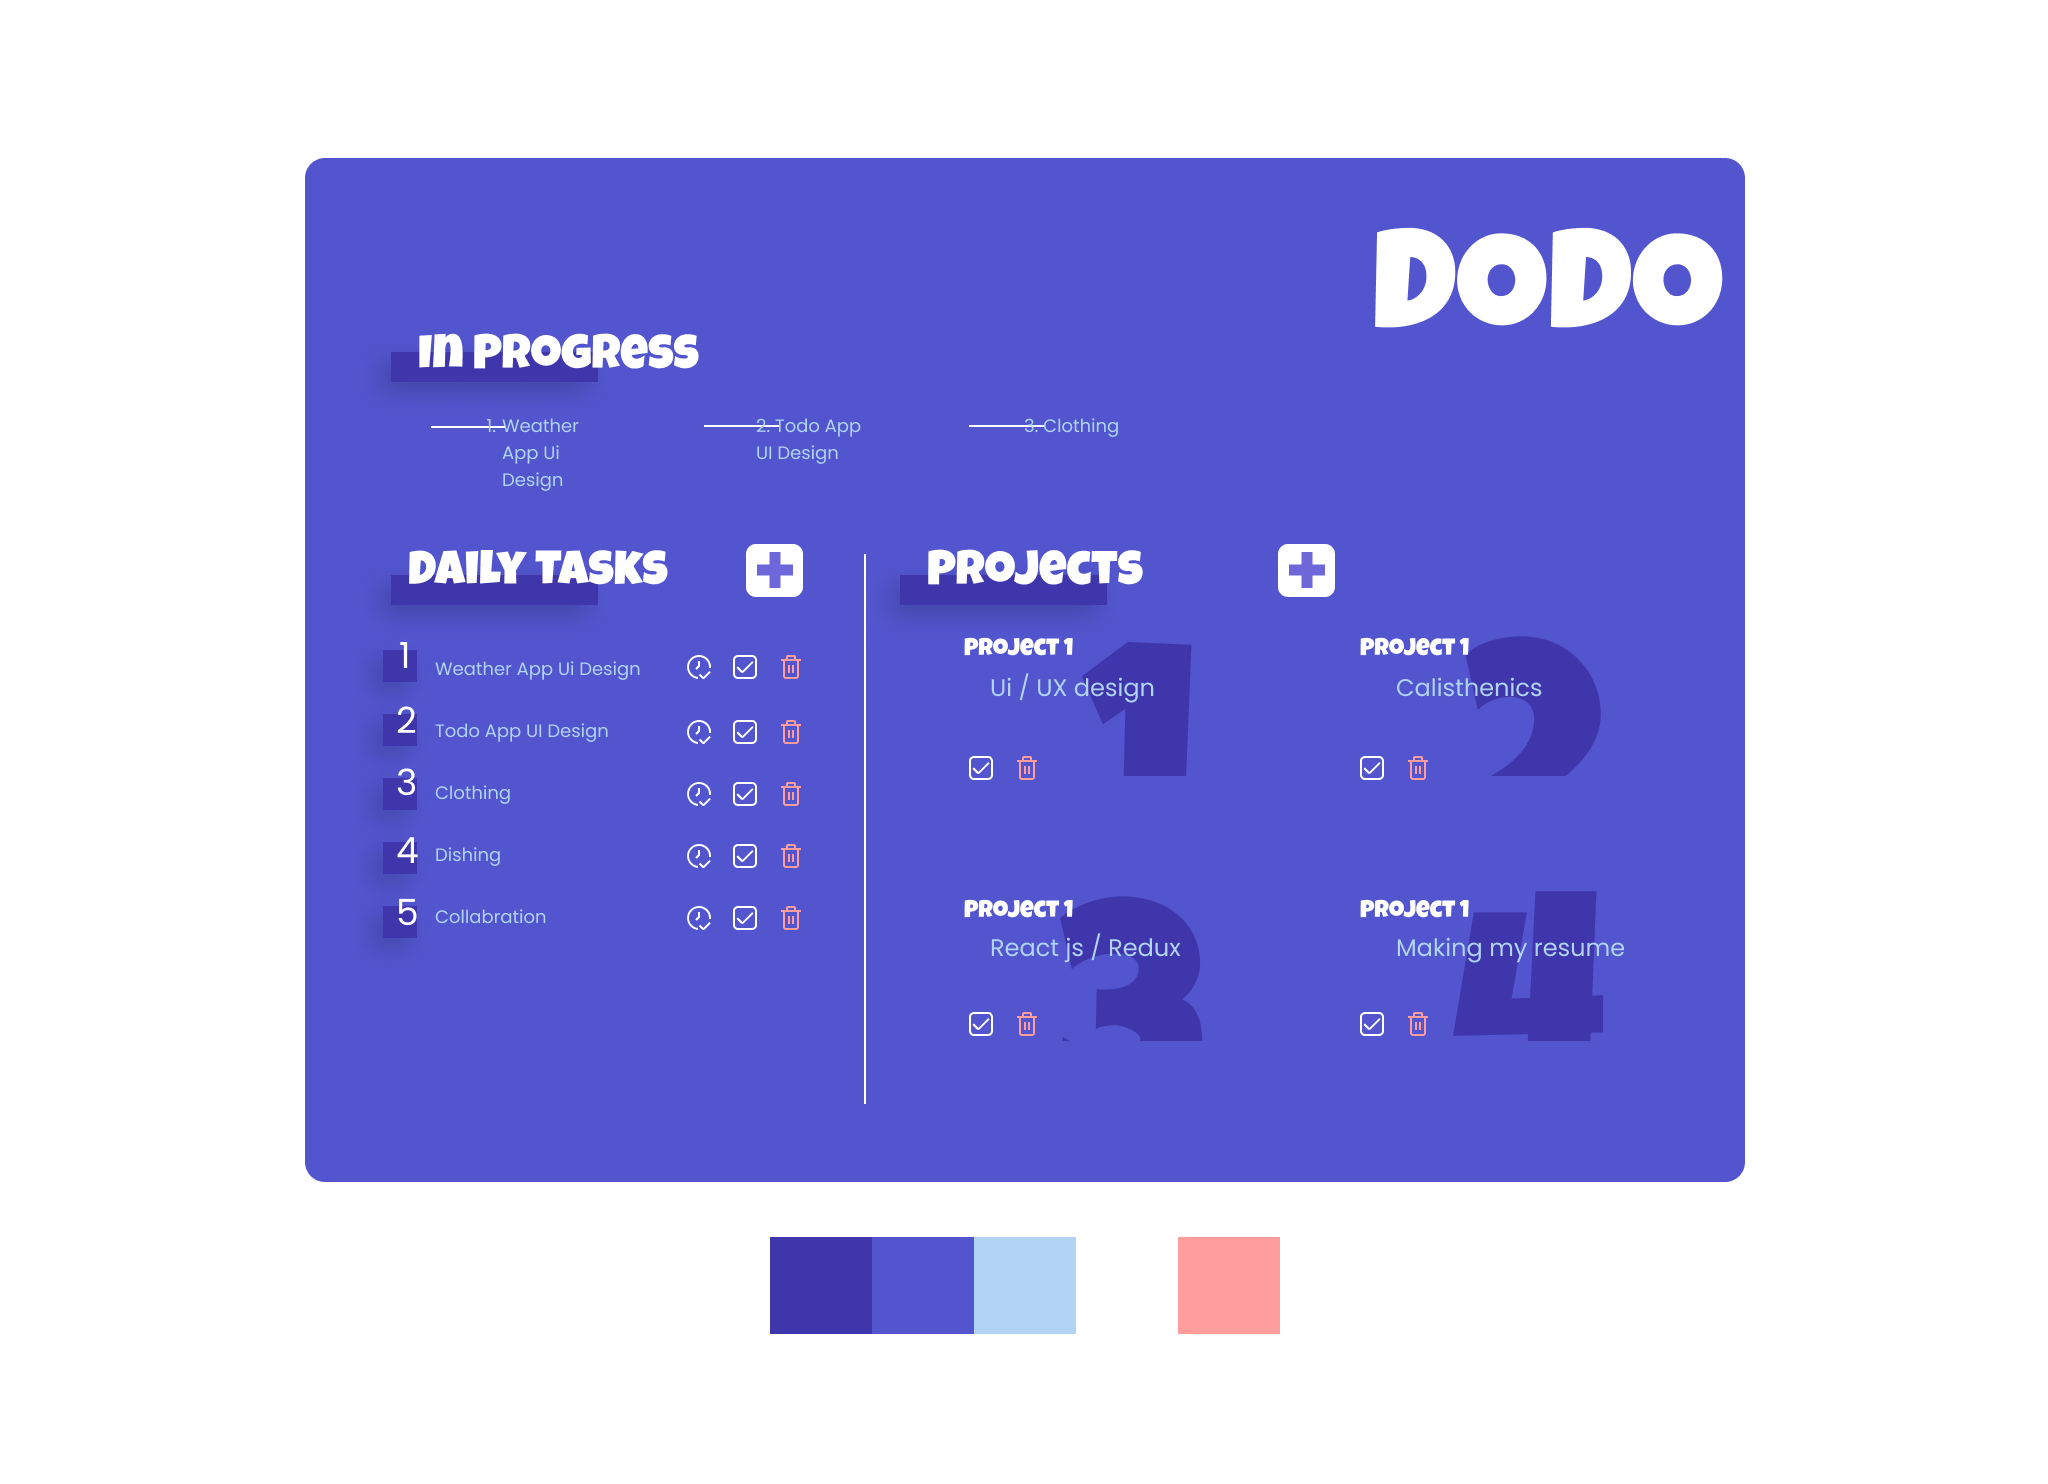 DODO
In Progress
1. Weather
App Ui
Design
2. Todo App
UI Design
3. Clothing
Daily Tasks
1
Weather App Ui Design
2
Todo App UI Design
3
Clothing
4
Dishing
5
Collabration
Projects
Project 1
1
Ui / UX design
Project 1
2
Calisthenics
Project 1
3
React js / Redux
Project 1
4
Making my resume